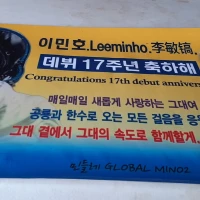 이민호.Leeminho.李敏镐.
데뷔 17주년 축하해
Congratulations 17th debut anniver
매일매일 새롭게 사랑하는 그대여
공룡과 한수로 오는 모든 걸음을 응
그대 곁에서 그대의 속도로 함께할게.
GLOBAL MINOZ